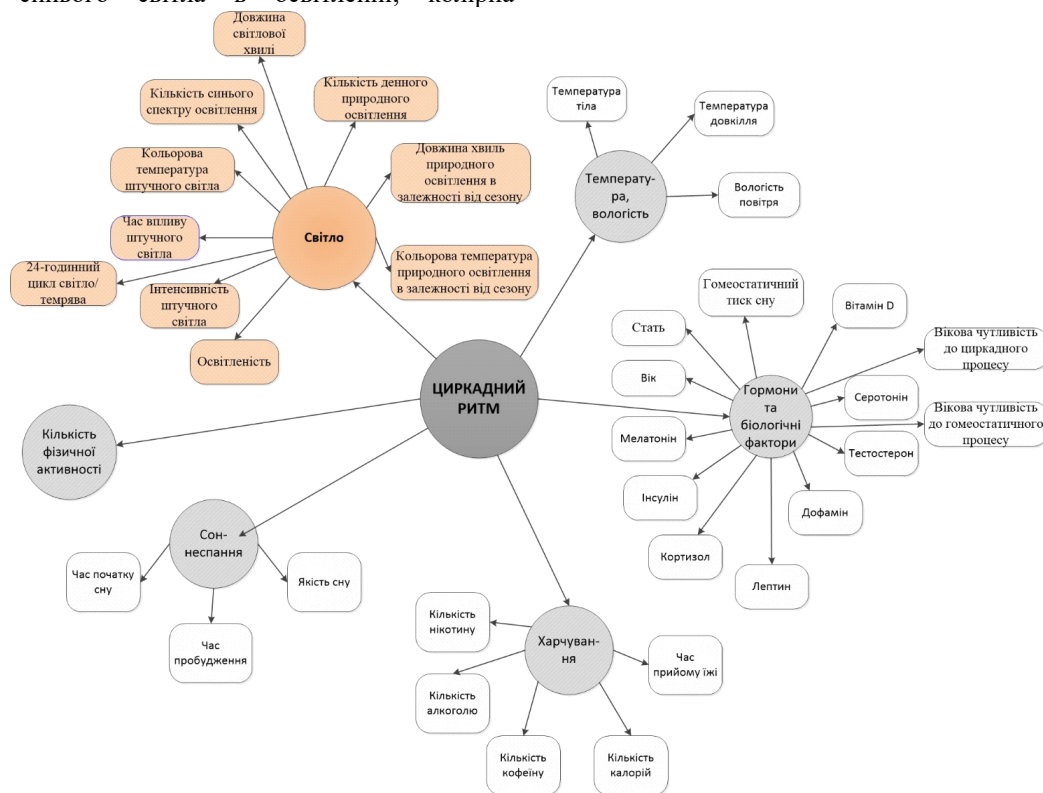 синього світла в освітленні, колірна
Довжина
світлової
хвилі
Кількість синього
спектру освітлення
Кількість денного
природного
освітлення
Кольорова
температура
штучного світла
Довжина хвиль
природного
освітлення в
залежності від сезону
Час впливу
штучного
світла
Світло
24-годинний
цикл світло/
темрява
Інтенсивність
штучного
світла
Кольорова температура
природного освітлення
в залежності від сезону
Освітленість
Температура
тіла
Температура
довкілля
Температу-
ра,
вологість
Вологість
повітря
ЦИРКАДНИЙ
РИТМ
Гомеостатичний
тиск сну
Вітамін D
Стать
Вікова чутливість
до циркадного
процесу
Вік
Гормони
та
біологічні
фактори
Серотонін
Вікова чутливість
до гомеостатичного
процесу
Мелатонін
Тестостерон
Інсулін
Дофамін
Кортизол
Лептин
Кількість
фізичної
активності
Сон-
неспання
Час початку
сну
Якість сну
Час
пробудження
Кількість
нікотину
Харчуван-
ня
Час
прийому їжі
Кількість
алкоголю
Кількість
кофеїну
Кількість
калорій